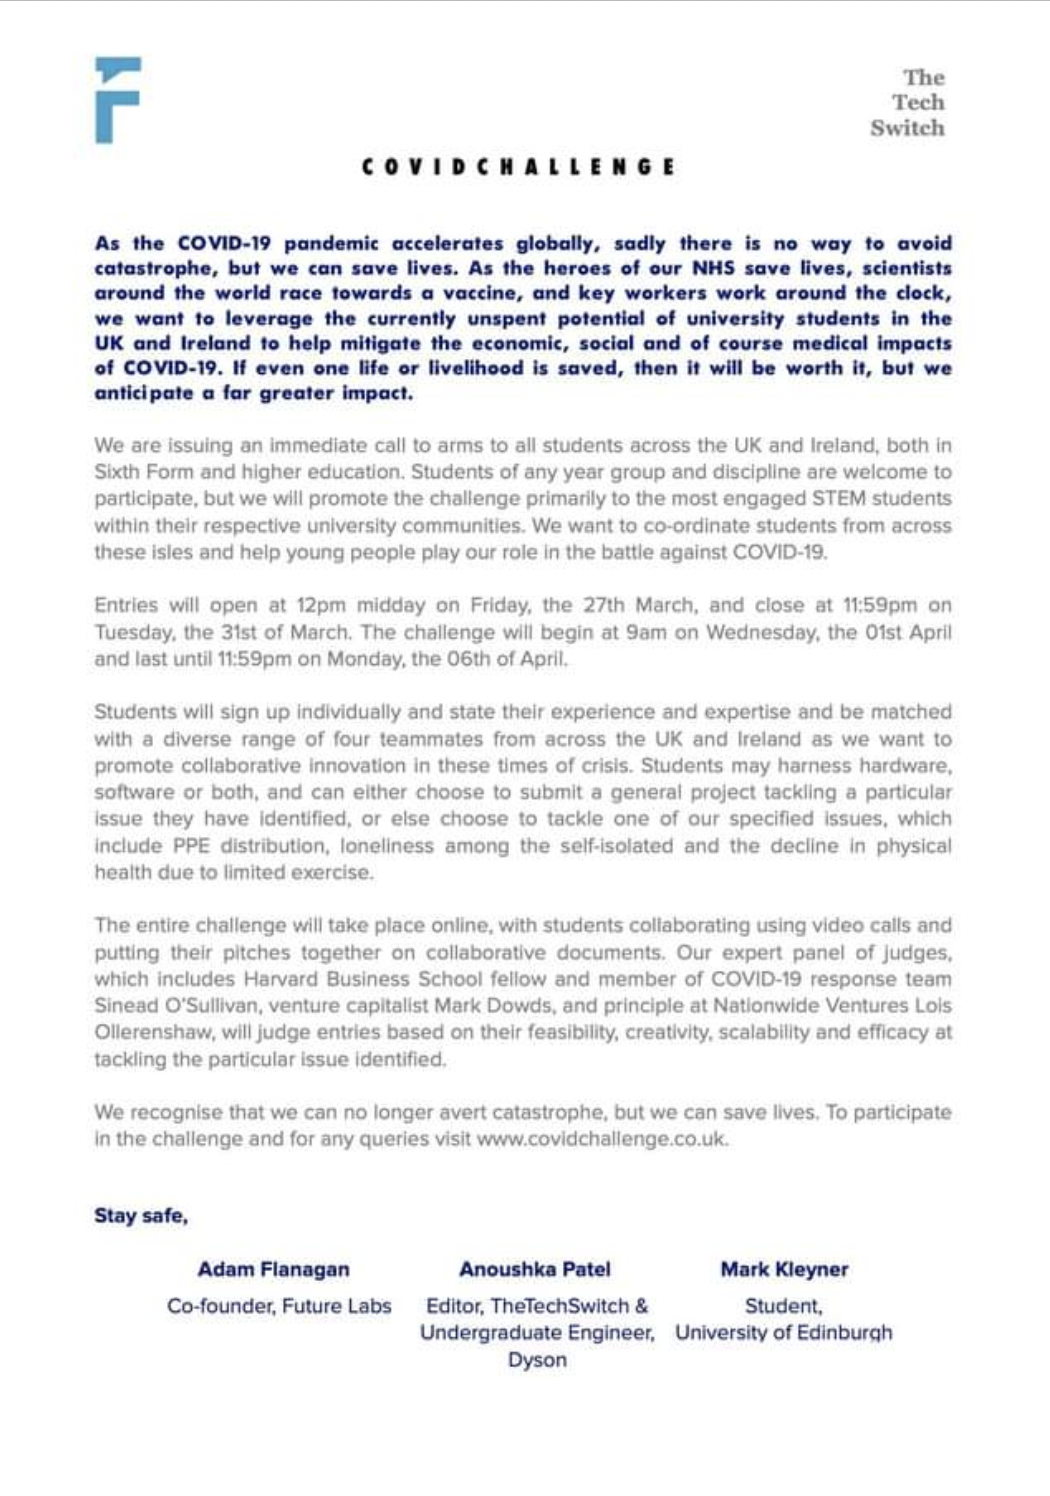 The
Tech
Switch
COVIDCHALLENGE
As the COVID-19 pandemic accelerates globally, sadly there is no way to avoid
catastrophe, but we can save lives. As the heroes of our NHS save lives, scientists
around the world race towards a vaccine, and key workers work around the clock,
we want to leverage the currently unspent potential of university students in the
UK and Ireland to help mitigate the economic, social and of course medical impacts
of COVID-19. If even one life or livelihood is saved, then it will be worth it, but we
anticipate a far greater impact.
We are issuing an immediate call to arms to all students across the UK and Ireland, both in
Sixth Form and higher education. Students of any year group and discipline are welcome to
participate, but we will promote the challenge primarily to the most engaged STEM students
within their respective university communities. We want to co-ordinate students from across
these isles and help young people play our role in the battle against COVID-19.
Entries will open at 12pm midday on Friday, the 27th March, and close at 11:59pm on
Tuesday, the 31st of March. The challenge will begin at 9am on Wednesday, the 01st April
and last until 11:59pm on Monday, the 06th of April.
Students will sign up individually and state their experience and expertise and be matched
with a diverse range of four teammates from across the UK and Ireland as we want to
promote collaborative innovation in these times of crisis. Students may harness hardware,
software or both, and can either choose to submit a general project tackling a particular
issue they have identified, or else choose to tackle one of our specified issues, which
include PPE distribution, loneliness among the self-isolated and the decline in physical
health due to limited exercise.
The entire challenge will take place online, with students collaborating using video calls and
putting their pitches together on collaborative documents. Our expert panel of judges,
which includes Harvard Business School fellow and member of COVID-19 response team
Sinead O'Sullivan, venture capitalist Mark Dowds, and principle at Nationwide Ventures Lois
Ollerenshaw, will judge entries based on their feasibility, creativity, scalability and efficacy at
tackling the particular issue identified.
We recognise that we can no longer avert catastrophe, but we can save lives. To participate
in the challenge and for any queries visit www.covidchallenge.co.uk.
Stay safe,
Adam Flanagan
Co-founder, Future Labs
Anoushka Patel
Editor, TheTechSwitch &
Undergraduate Engineer,
Dyson
Mark Kleyner
Student,
University of Edinburgh